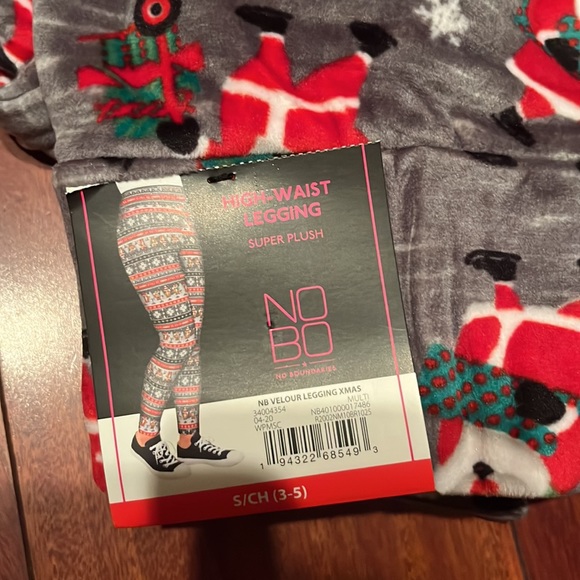 HIGH-WAIST
LEGGING
SUPER PLUSH
NO
BO
NO BOUNDARIES
NB VELOUR LEGGING XMAS
34004354 MULTI
04-20 NB401000017469
WPMSC
1 94322 68549 3
S/CH (3-5)